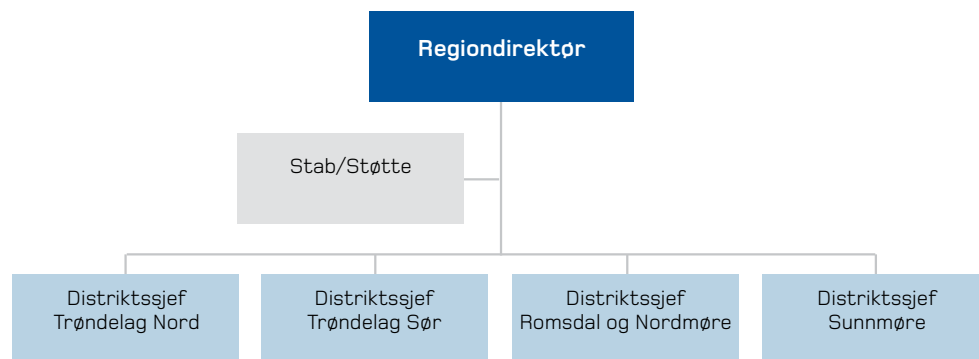 Regiondirektør
Stab/Støtte
Distriktssjef
Trøndelag Nord
Distriktssjef
Trøndelag Sør
Distriktssjef
Romsdal og Nordmøre
Distriktssjef
Sunnmøre